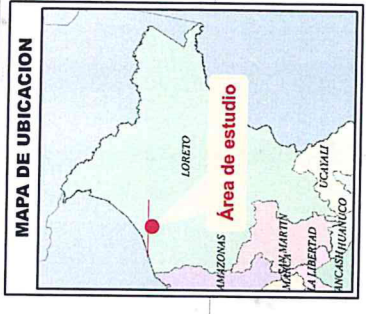 MAPA DE UBICACION
LORETO
Área de estudio
AMAZONAS
UCAYALI
SAN MARTIN
LA LIBERTAD
HUANUCO
ANCASH